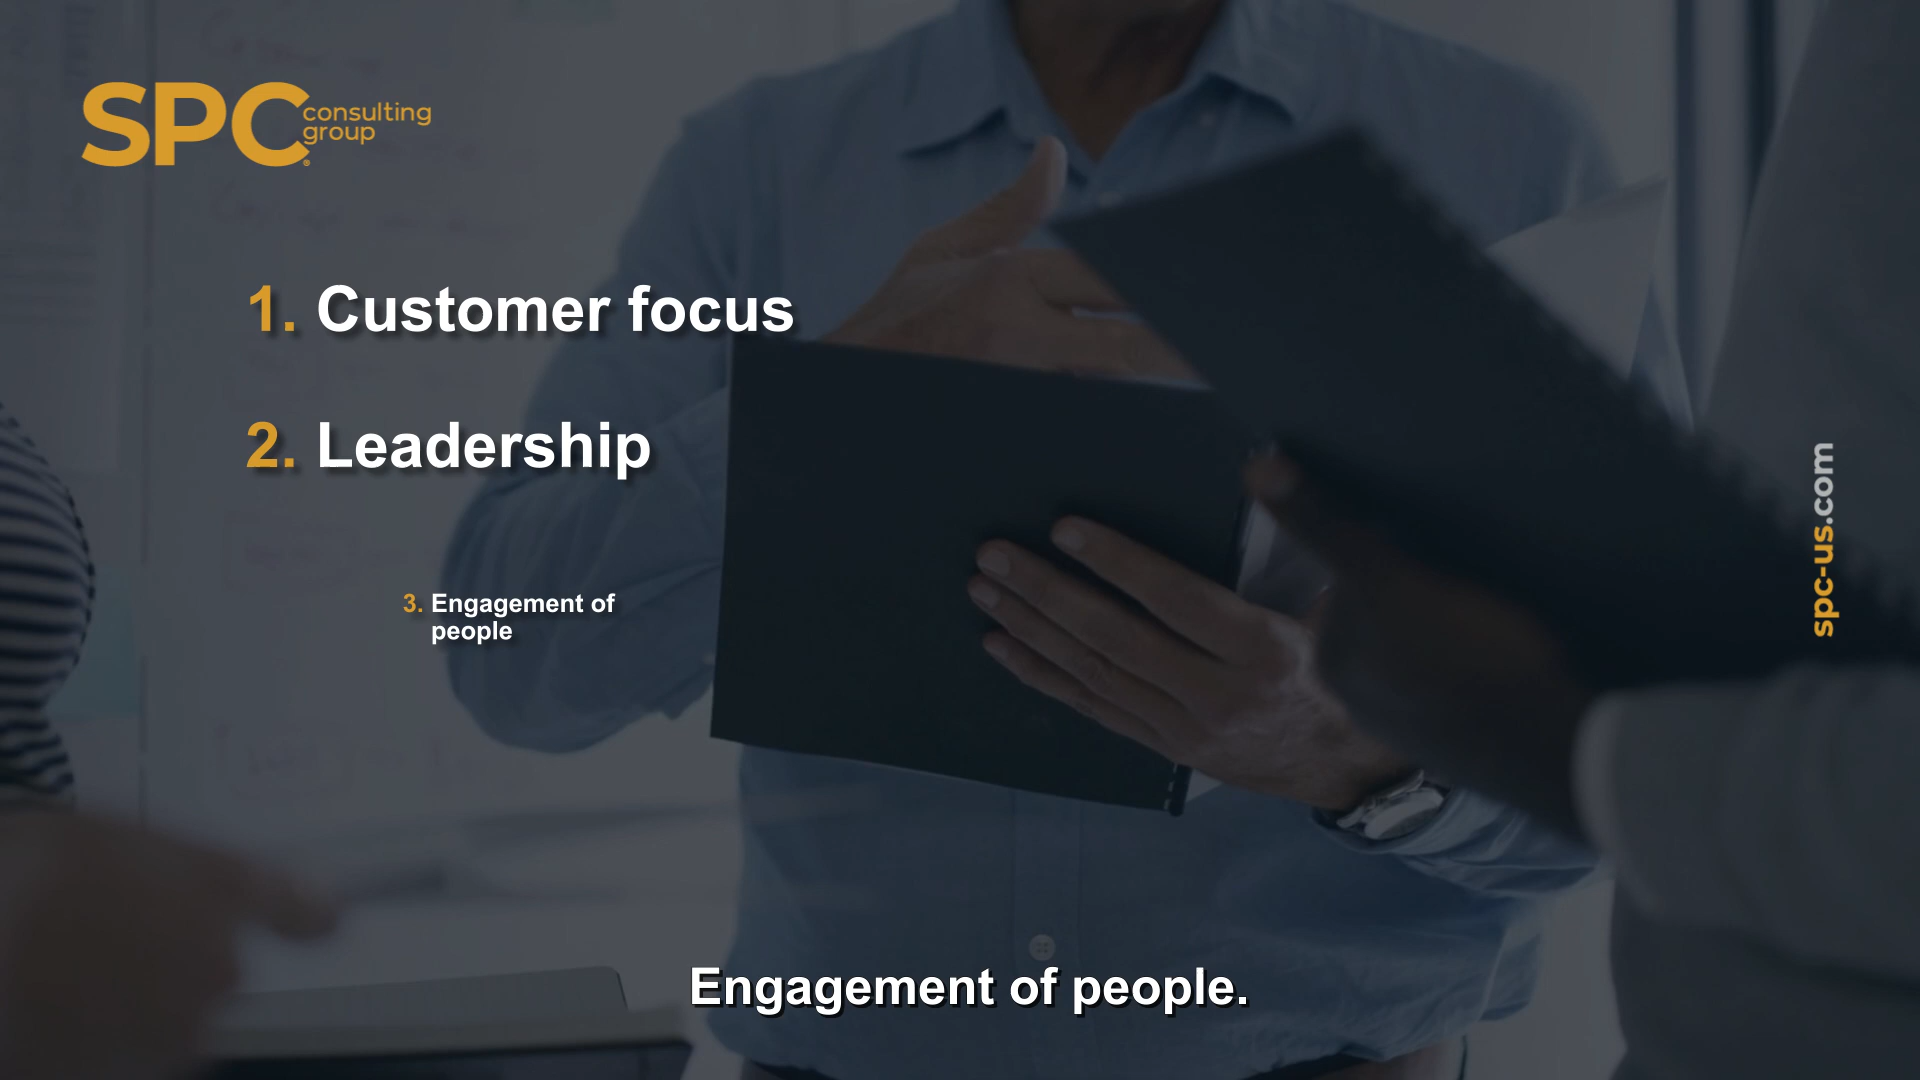 SPC consulting
group
1. Customer focus
2. Leadership
3. Engagement of
people
spc-us.com
Engagement of people.